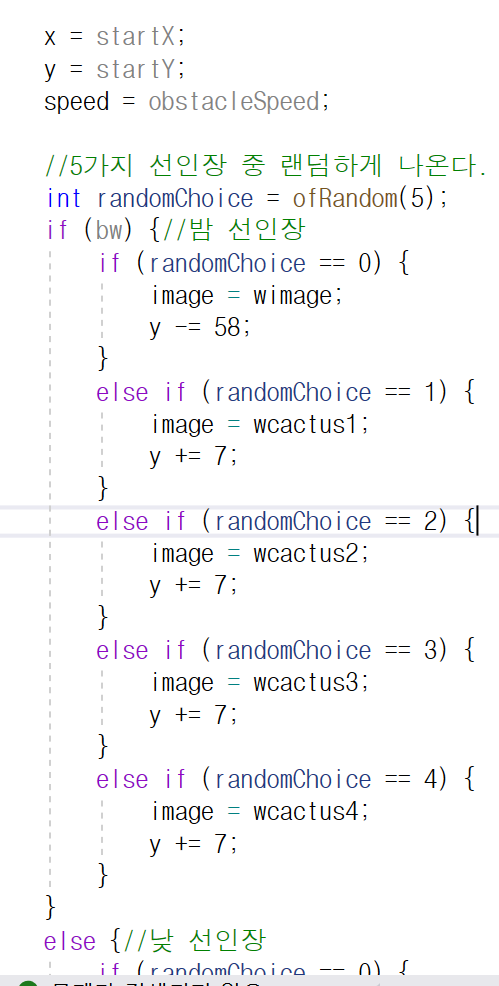 x = startX;
y = startY;
speed = obstacleSpeed;
//5가지 선인장 중 랜덤하게 나온다.
int randomChoice = ofRandom(5);
if (bw) {//밤 선인장
if (randomChoice == 0) {
image = wimage;
y -= 58;
}
else if (randomChoice == 1) {
image = wcactus1;
y += 7;
}
else if (randomChoice == 2) {
image = wcactus2;
y += 7;
}
else if (randomChoice == 3) {
image = wcactus3;
y += 7;
}
else if (randomChoice == 4) {
image = wcactus4;
y += 7;
}
}
else {//낮 선인장
if (randomChoice == 0) {